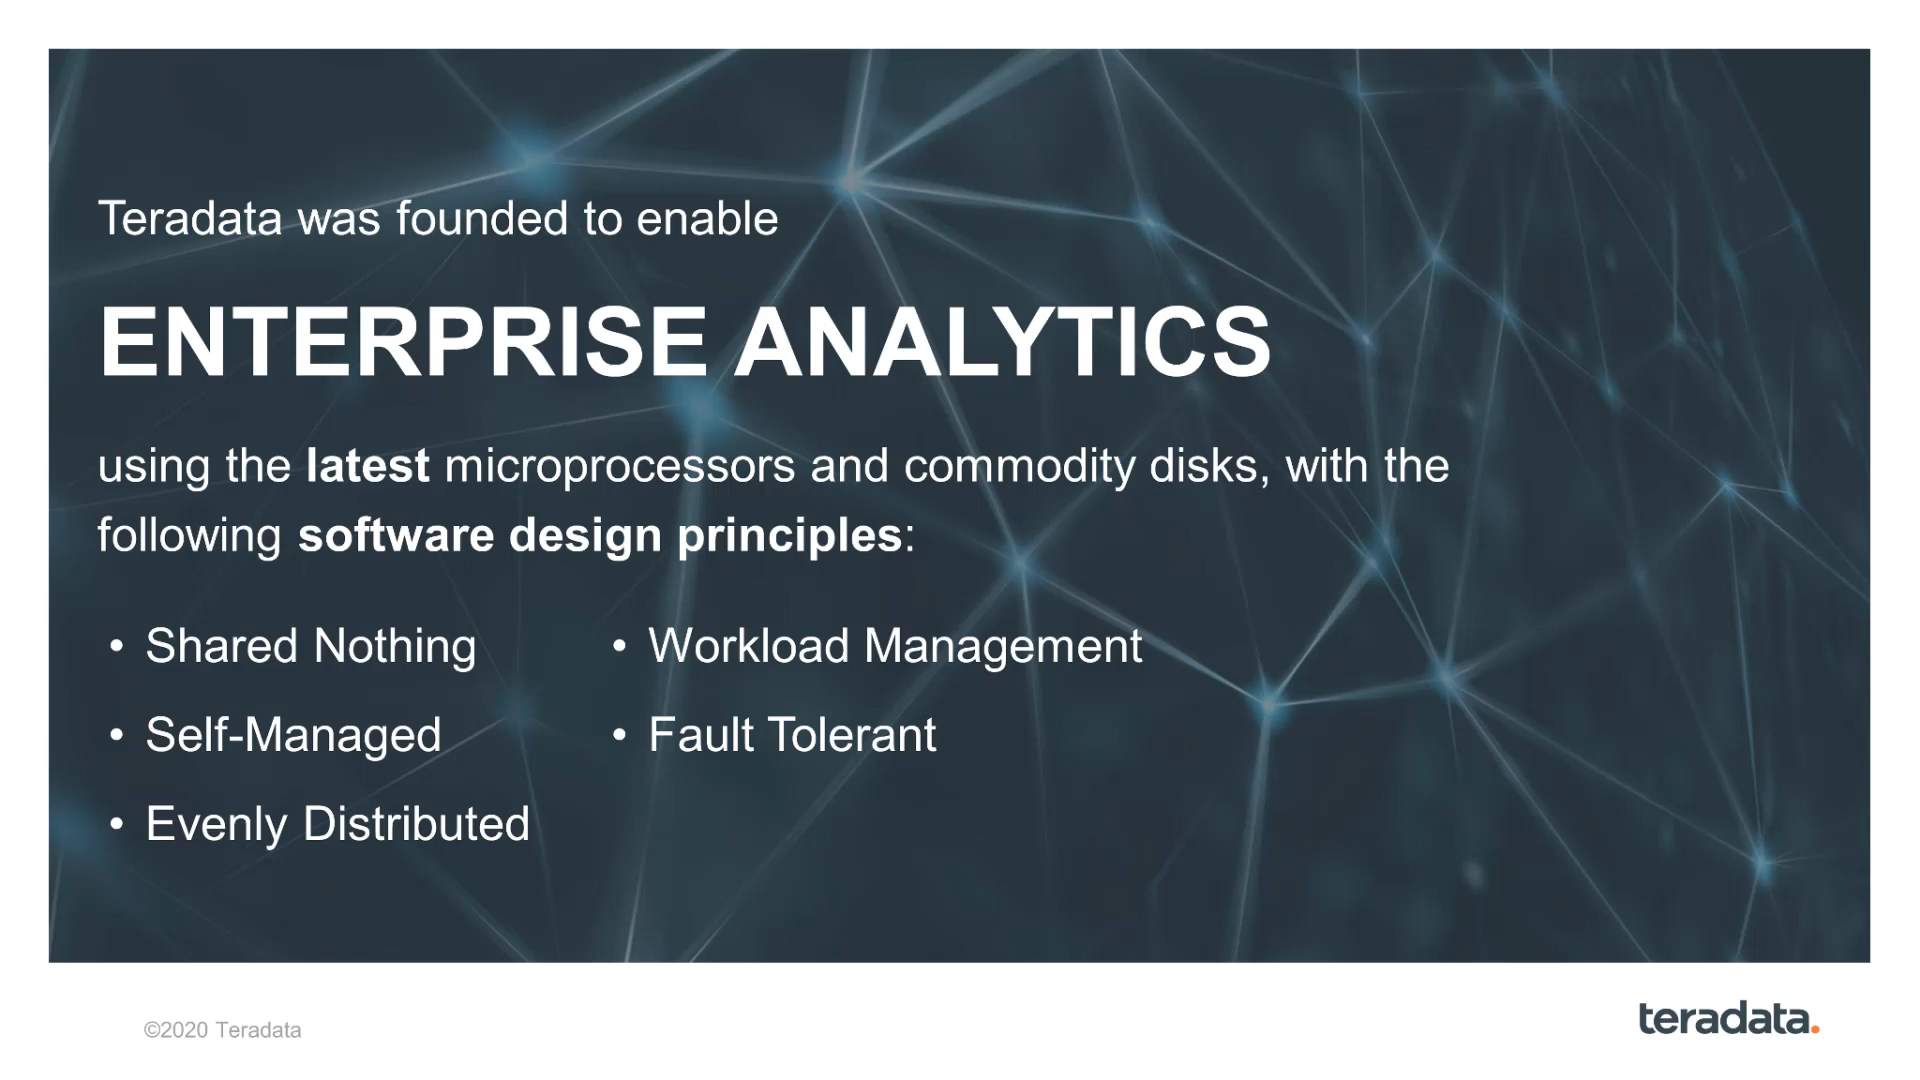 Teradata was founded to enable
ENTERPRISE ANALYTICS
using the latest microprocessors and commodity disks, with the
following software design principles:
• Shared Nothing
• Self-Managed
• Evenly Distributed
• Workload Management
• Fault Tolerant
©2020 Teradata
teradata.